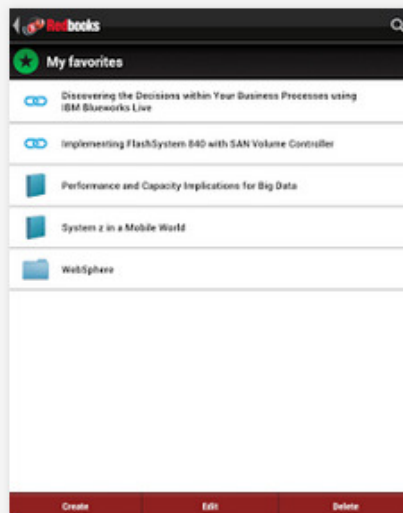 Redbooks
My favorites
Discovering the Decisions within Your Business Processes using
IBM Blueworks Live
Implementing FlashSystem 840 with SAN Volume Controller
Performance and Capacity Implications for Big Data
System z in a Mobile World
WebSphere
Create Edit Delete